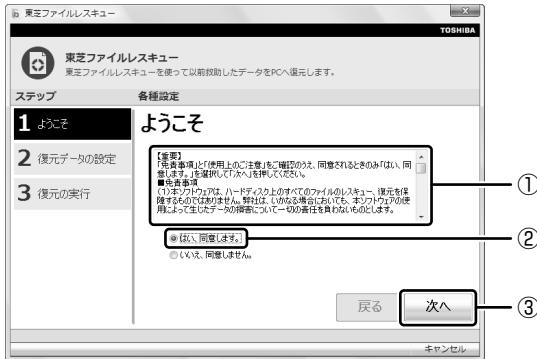 東芝ファイルレスキュー
TOSHIBA
東芝ファイルレスキュー
東芝ファイルレスキューを使って以前救助したデータをPCへ復元します。
ステップ 各種設定
1 ようこそ
2 復元データの設定
3 復元の実行
ようこそ
【重要】
「免責事項」と「使用上のご注意」をご確認のうえ、同意されるときのみ「はい、同
意します。」を選択して「次へ」を押してください。
■免責事項
(1)本ソフトウェアは、ハードディスク上のすべてのファイルのレスキュー、復元を保
障するものではありません。弊社は、いかなる場合においても、本ソフトウェアの使
用によって生じたデータの損害について一切の責任を負わないものとします。
①
はい、同意します。
②
いいえ、同意しません。
戻る 次へ
③
キャンセル